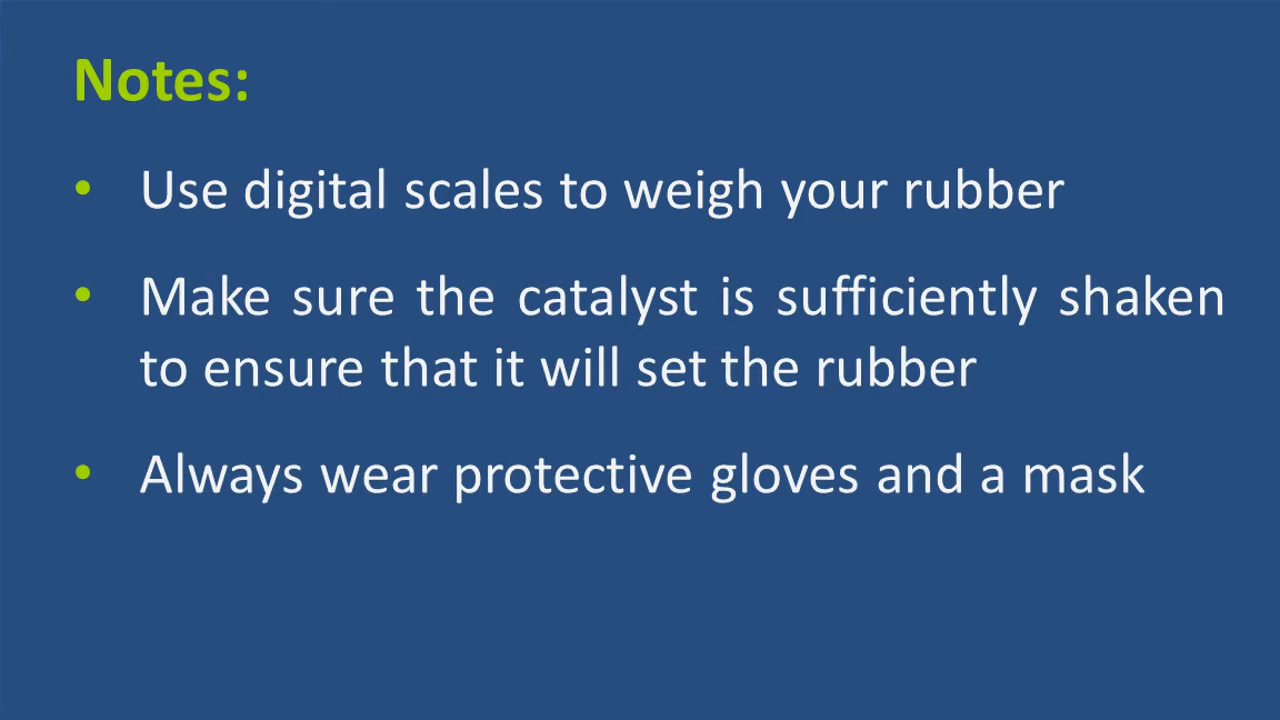 Notes:
• Use digital scales to weigh your rubber
• Make sure the catalyst is sufficiently shaken
to ensure that it will set the rubber
• Always wear protective gloves and a mask